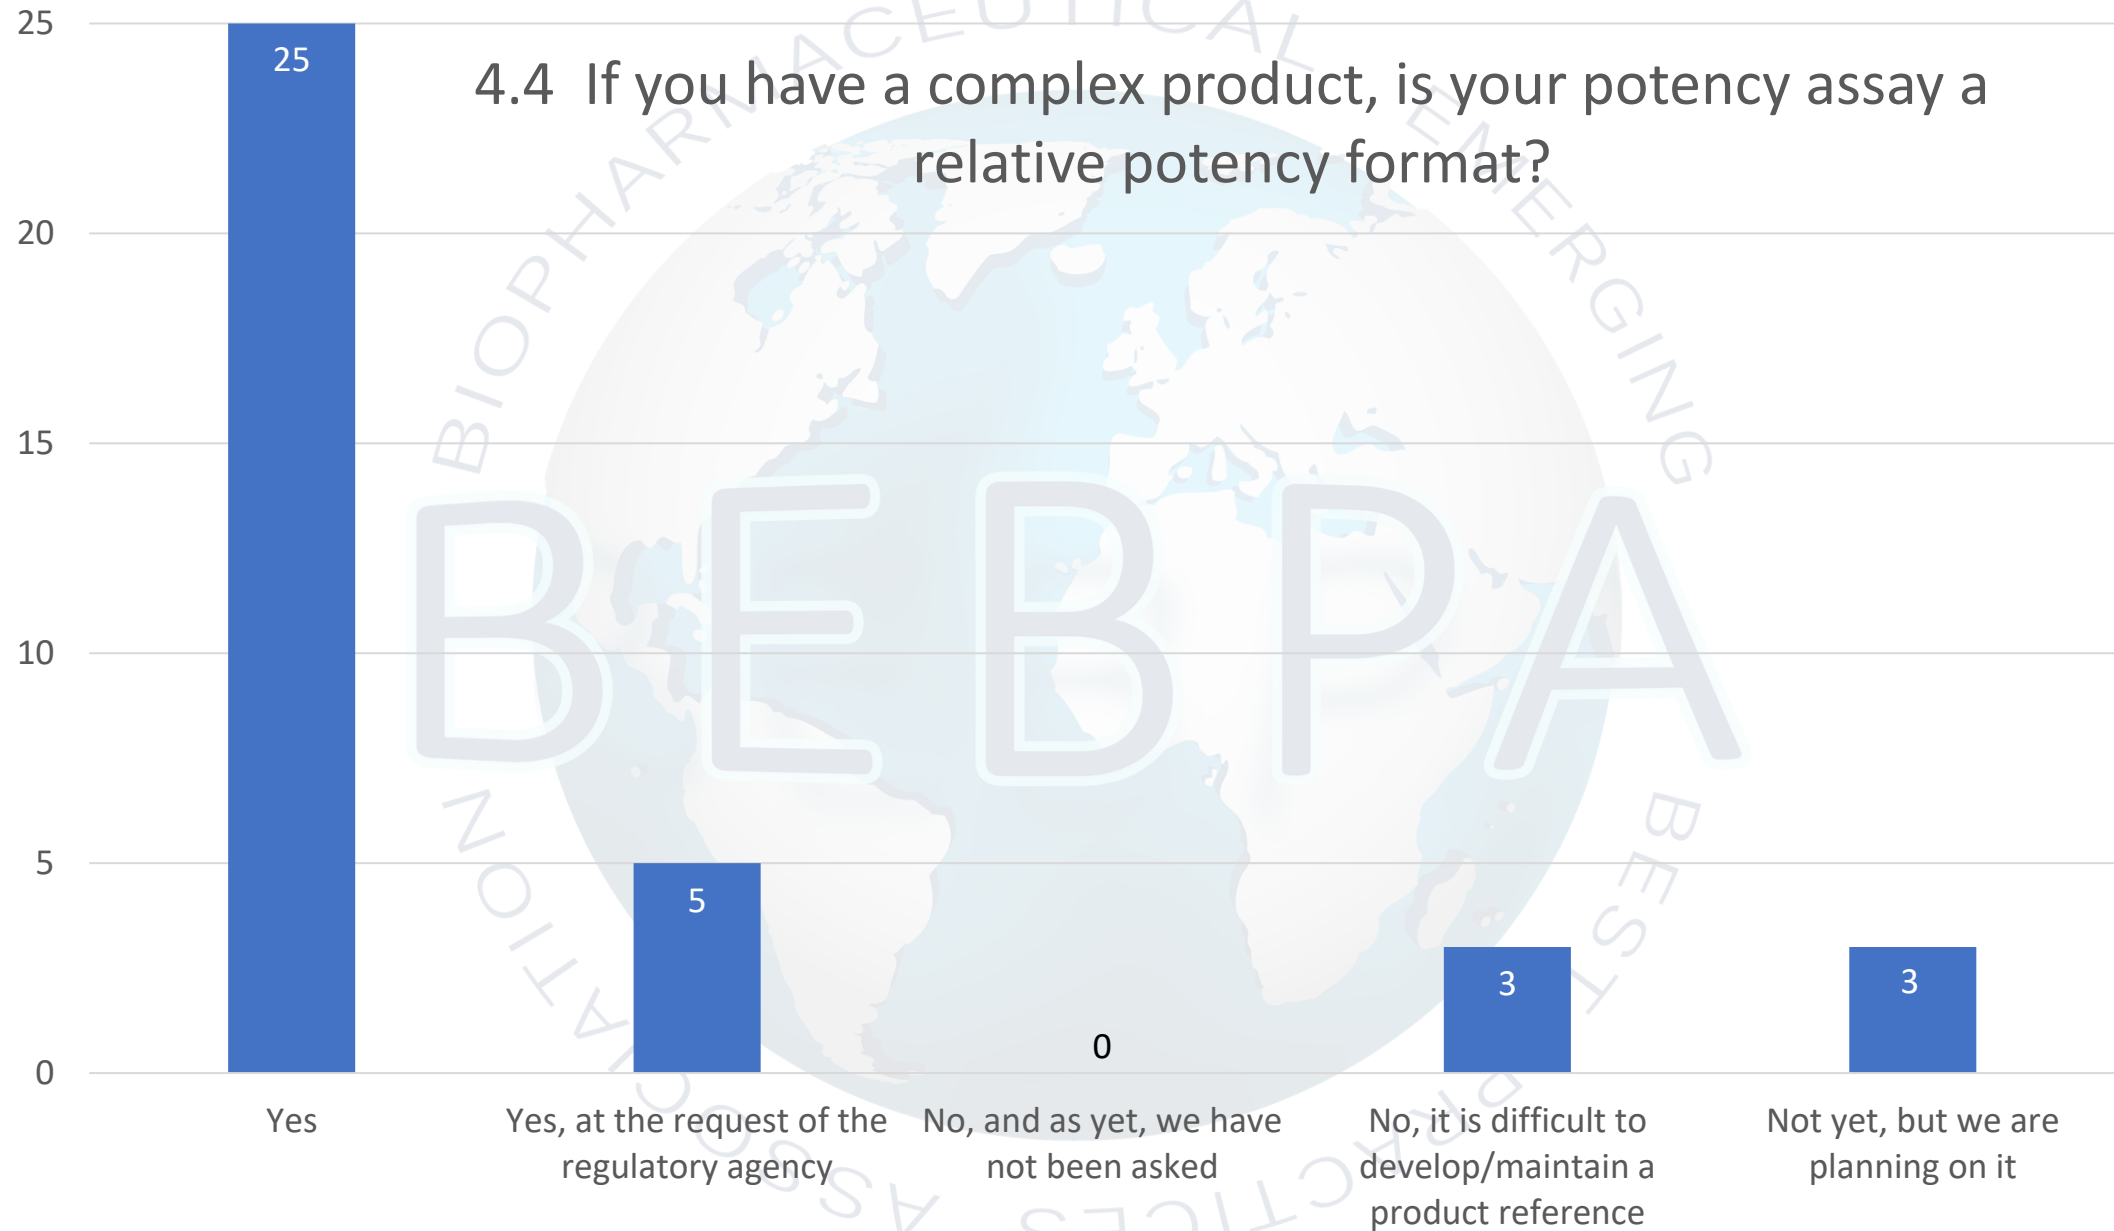 4.4 If you have a complex product, is your potency assay a
relative potency format?
25
20
15
10
5
0
25
5
0
3
3
Yes
Yes, at the request of the
regulatory agency
No, and as yet, we have
not been asked
No, it is difficult to
develop/maintain a
product reference
Not yet, but we are
planning on it
BIOPHARMACEUTICAL EMERGING
BEBPA
BEST PRACTICES ASSOCIATION